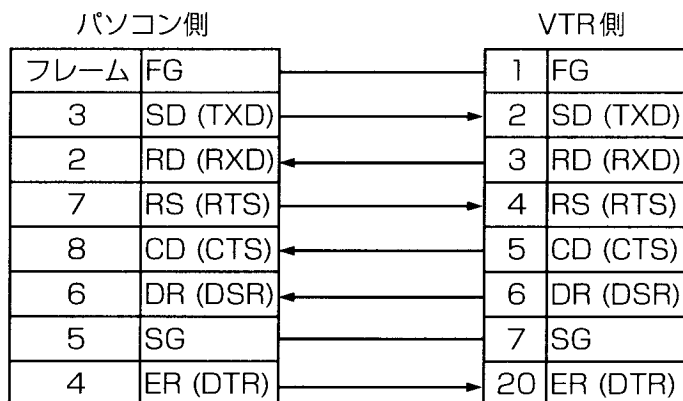 パソコン側 VTR側
フレーム FG 1 FG
3 SD (TXD) 2 SD (TXD)
2 RD (RXD) 3 RD (RXD)
7 RS (RTS) 4 RS (RTS)
8 CD (CTS) 5 CD (CTS)
6 DR (DSR) 6 DR (DSR)
5 SG 7 SG
4 ER (DTR) 20 ER (DTR)